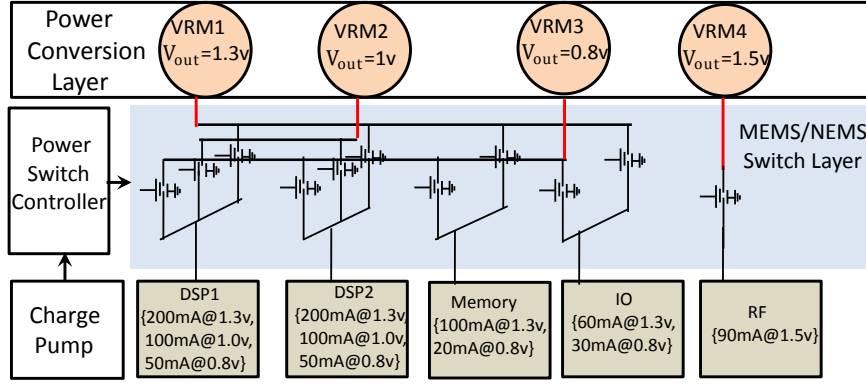 Power
Conversion
Layer
VRM1
Vout=1.3v
VRM2
Vout=1v
VRM3
Vout=0.8v
VRM4
Vout=1.5v
Power
Switch
Controller
MEMS/NEMS
Switch Layer
Charge
Pump
DSP1
{200mA@1.3v,
100mA@1.0v,
50mA@0.8v}
DSP2
{200mA@1.3v,
100mA@1.0v,
50mA@0.8v}
Memory
{100mA@1.3v,
20mA@0.8v}
IO
{60mA@1.3v,
30mA@0.8v}
RF
{90mA@1.5v}